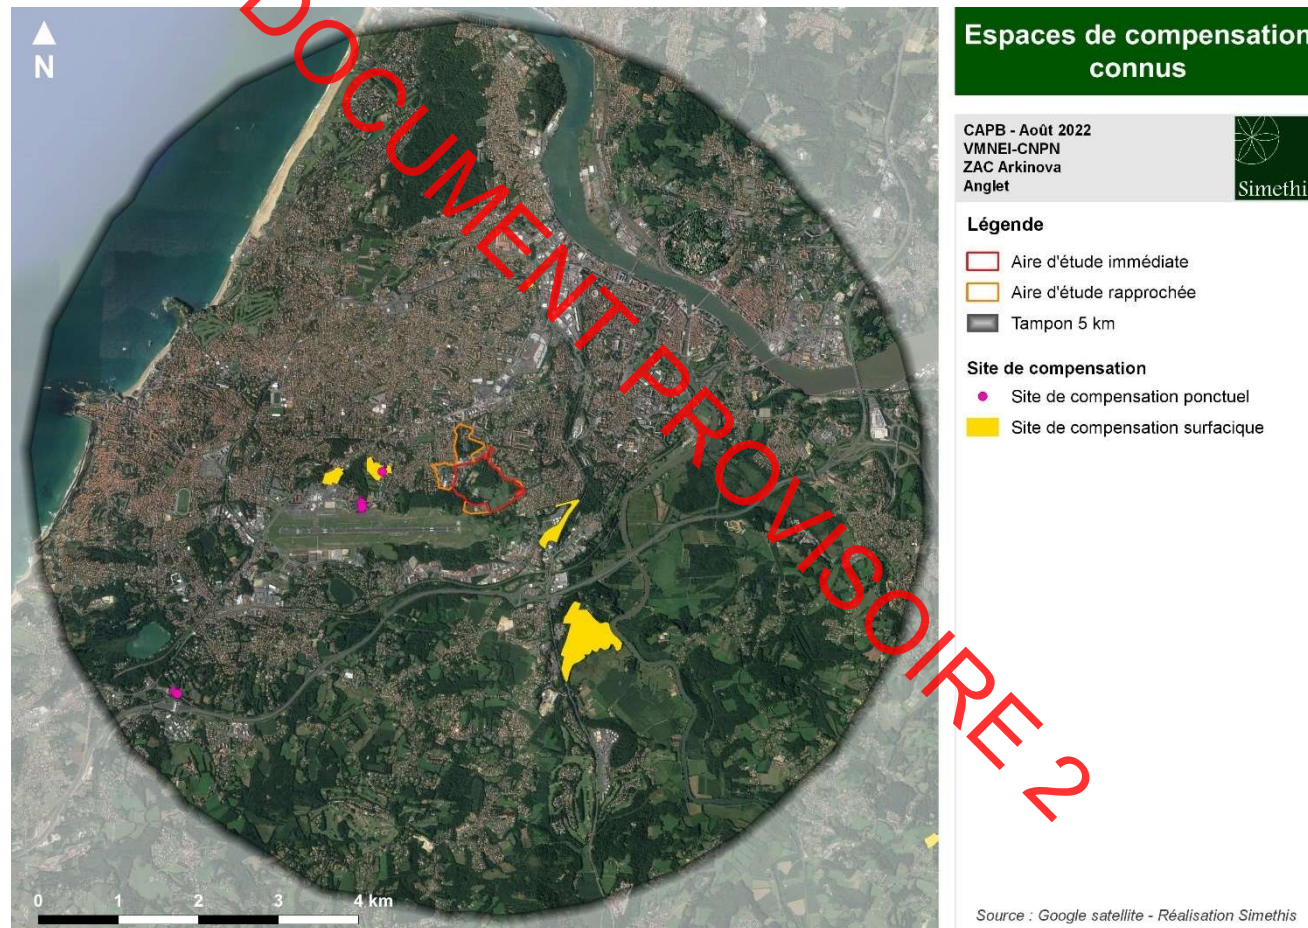 N
DOCUMENT PROVISOIRE 2
0 1 2 3 4 km
Espaces de compensation
connus
CAPB - Août 2022
VMNEI-CNPN
ZAC Arkinova
Anglet
Simethi
Légende
Aire d'étude immédiate
Aire d'étude rapprochée
Tampon 5 km
Site de compensation
Site de compensation ponctuel
Site de compensation surfacique
Source : Google satellite - Réalisation Simethis